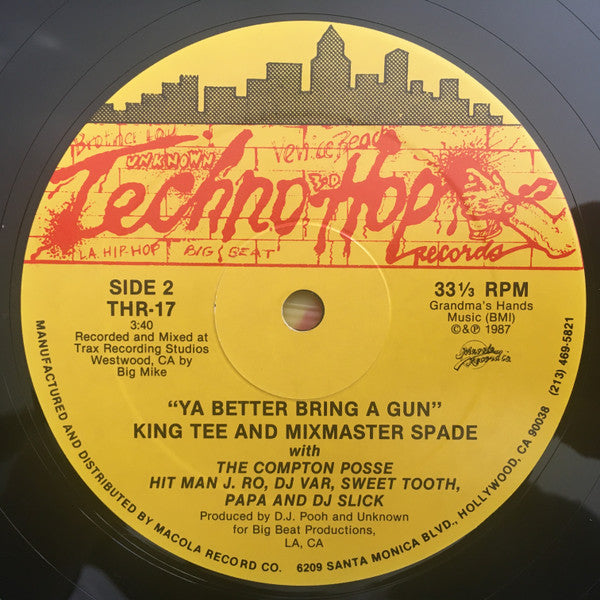 Venice Beach
UNKNOWN
3-D
Techno Hop
records
L.A. HIP-HOP BIG BEAT
SIDE 2
THR-17
3:40
Recorded and Mixed at
Trax Recording Studios
Westwood, CA by
Big Mike
33 1/3 RPM
Grandma's Hands
Music (BMI)
©&℗ 1987
"YA BETTER BRING A GUN"
KING TEE AND MIXMASTER SPADE
with
THE COMPTON POSSE
HIT MAN J. RO, DJ VAR, SWEET TOOTH,
PAPA AND DJ SLICK
Produced by D.J. Pooh and Unknown
for Big Beat Productions,
LA, CA
MANUFACTURED AND DISTRIBUTED BY MACOLA RECORD CO. 6209 SANTA MONICA BLVD., HOLLYWOOD, CA 90038 (213) 469-5821